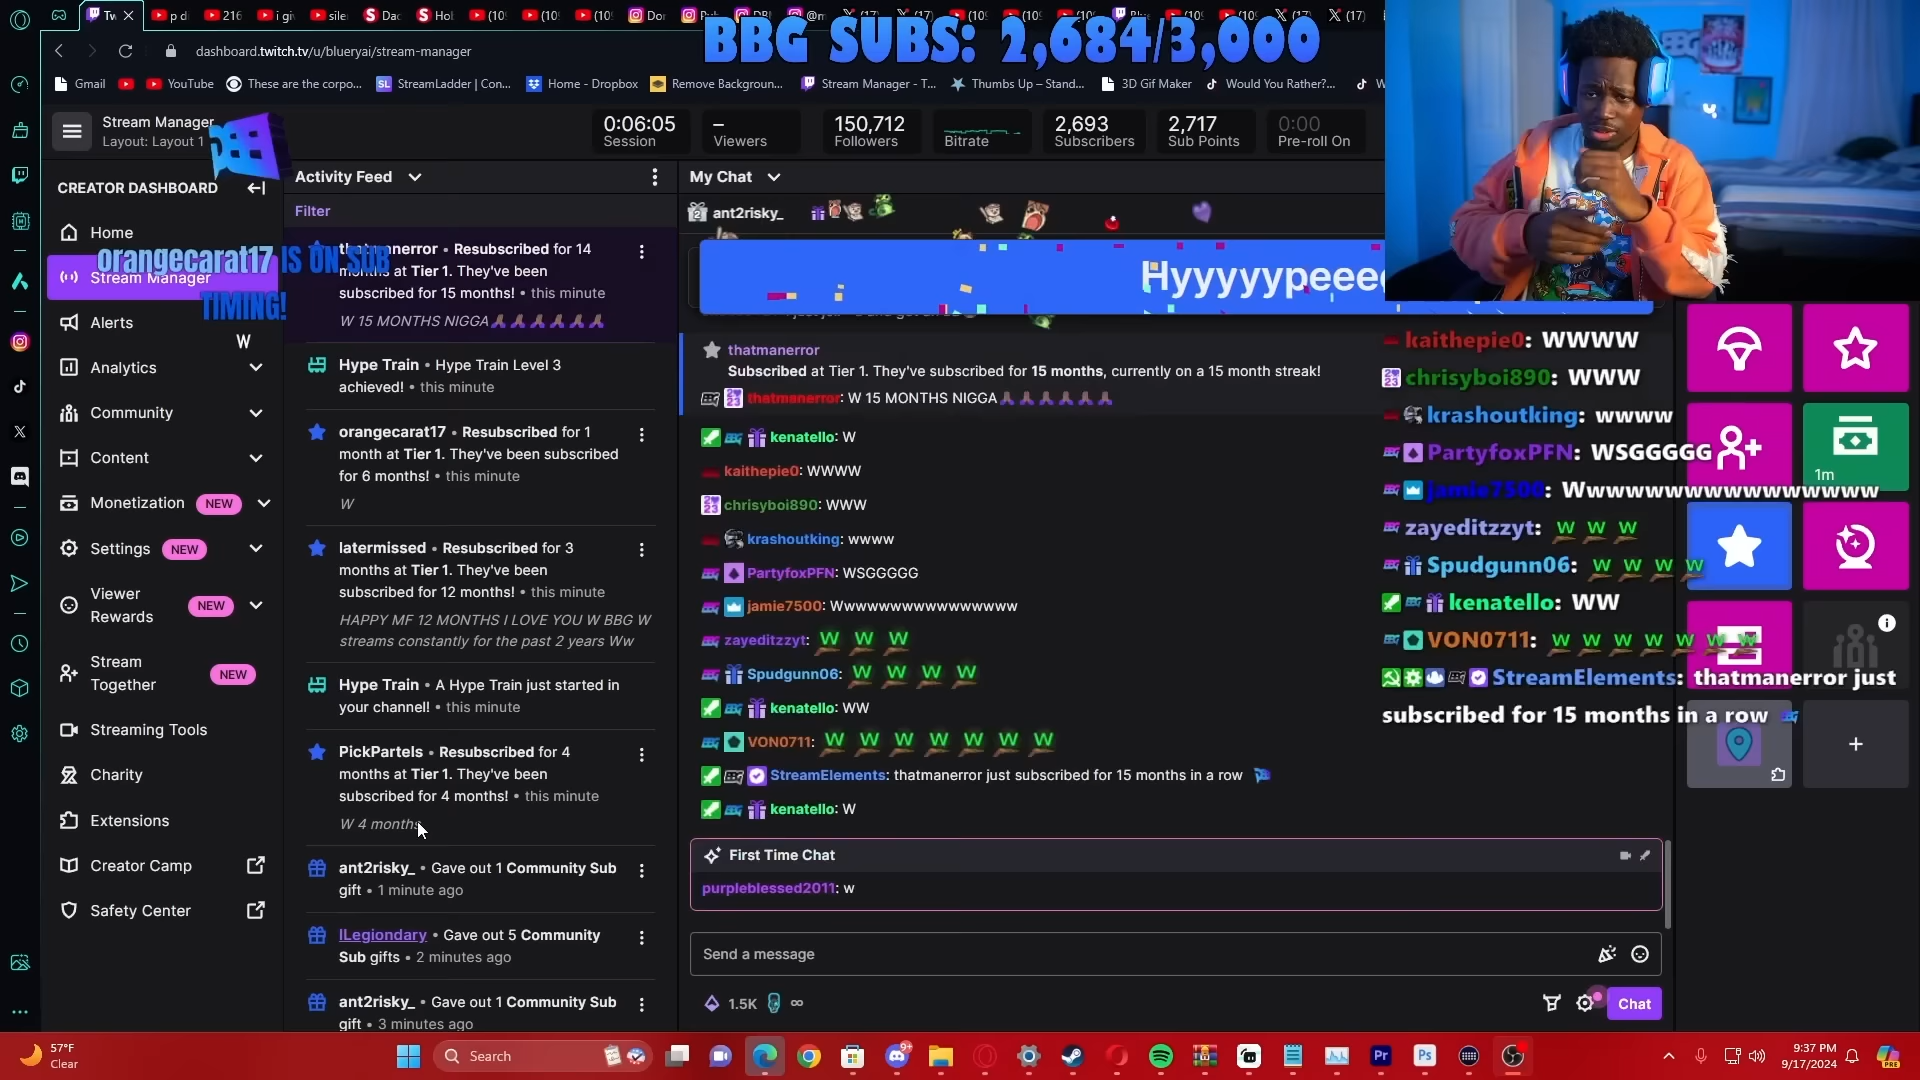 Tw
p d
216
i giv
siler
Dac
Hol
(109
(10
(10
Dor
@m
(17)
(17)
(109
BBG SUBS: 2,684/3,000
dashboard.twitch.tv/u/blueryai/stream-manager
Gmail
YouTube
These are the corpo...
StreamLadder | Con...
Home - Dropbox
Remove Backgroun...
Stream Manager - T...
Thumbs Up – Stand...
3D Gif Maker
Would You Rather?...
Stream Manager
Layout: Layout 1
0:06:05
Session
–
Viewers
150,712
Followers
Bitrate
2,693
Subscribers
2,717
Sub Points
0:00
Pre-roll On
CREATOR DASHBOARD
Home
orangecarat17 IS ON SUB
TIMING!
Stream Manager
Alerts
W
Analytics
Community
Content
Monetization NEW
Settings NEW
Viewer
Rewards NEW
Stream
Together NEW
Streaming Tools
Charity
Extensions
Creator Camp
Safety Center
Activity Feed
Filter
thatmanerror • Resubscribed for 14
months at Tier 1. They've been
subscribed for 15 months! • this minute
W 15 MONTHS NIGGA
Hype Train • Hype Train Level 3
achieved! • this minute
orangecarat17 • Resubscribed for 1
month at Tier 1. They've been subscribed
for 6 months! • this minute
W
latermissed • Resubscribed for 3
months at Tier 1. They've been
subscribed for 12 months! • this minute
HAPPY MF 12 MONTHS I LOVE YOU W BBG W
streams constantly for the past 2 years Ww
Hype Train • A Hype Train just started in
your channel! • this minute
PickPartels • Resubscribed for 4
months at Tier 1. They've been
subscribed for 4 months! • this minute
W 4 months
ant2risky_ • Gave out 1 Community Sub
gift • 1 minute ago
lLegiondary • Gave out 5 Community
Sub gifts • 2 minutes ago
ant2risky_ • Gave out 1 Community Sub
gift • 3 minutes ago
My Chat
2 ant2risky_
Hyyyyypeeee
thatmanerror
Subscribed at Tier 1. They've subscribed for 15 months, currently on a 15 month streak!
thatmanerror: W 15 MONTHS NIGGA
kenatello: W
kaithepie0: WWWW
chrisyboi890: WWW
krashoutking: wwww
PartyfoxPFN: WSGGGGG
jamie7500: Wwwwwwwwwwwwwwww
zayeditzzyt: W W W
Spudgunn06: W W W W
kenatello: WW
VON0711: W W W W W W W
StreamElements: thatmanerror just subscribed for 15 months in a row
kenatello: W
First Time Chat
purpleblessed2011: w
Send a message
1.5K ∞
Chat
kaithepie0: WWWW
chrisyboi890: WWW
krashoutking: wwww
PartyfoxPFN: WSGGGGG
jamie7500: Wwwwwwwwwwwwwwww
zayeditzzyt: W W W
Spudgunn06: W W W W
kenatello: WW
VON0711: W W W W W W W
StreamElements: thatmanerror just
subscribed for 15 months in a row
1m
57°F
Clear
Search
9:37 PM
9/17/2024